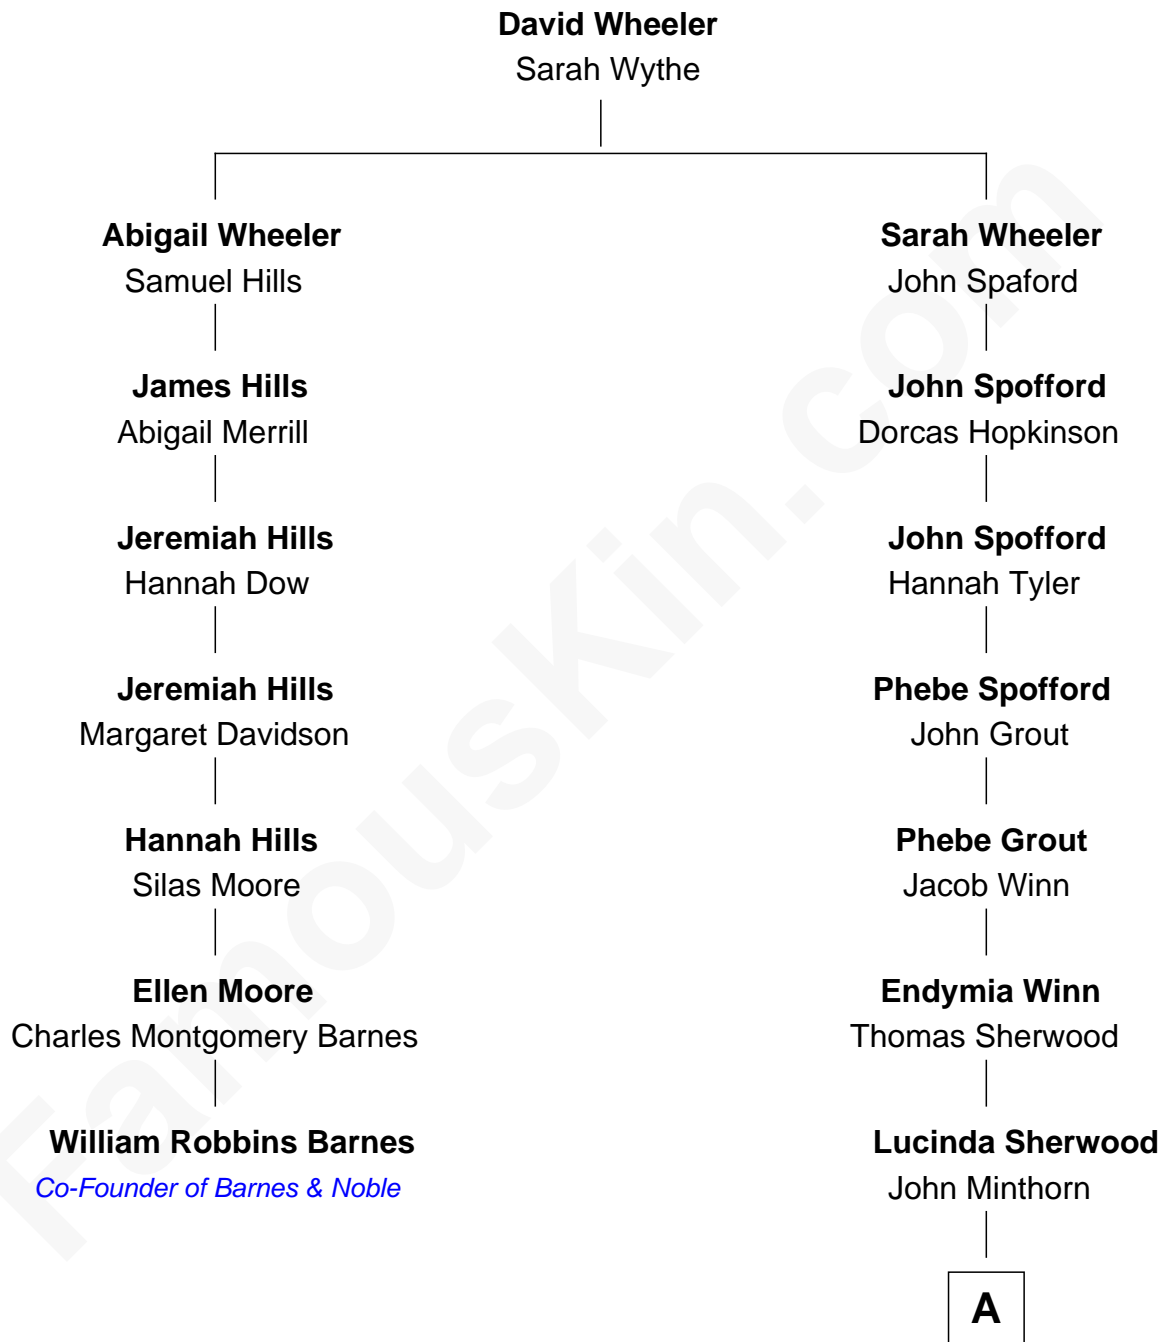 David Wheeler
Sarah Wythe
Abigail Wheeler
Samuel Hills
Sarah Wheeler
John Spaford
James Hills
Abigail Merrill
John Spofford
Dorcas Hopkinson
Jeremiah Hills
Hannah Dow
John Spofford
Hannah Tyler
Jeremiah Hills
Margaret Davidson
Phebe Spofford
John Grout
Hannah Hills
Silas Moore
Phebe Grout
Jacob Winn
Ellen Moore
Charles Montgomery Barnes
Endymia Winn
Thomas Sherwood
William Robbins Barnes
Co-Founder of Barnes & Noble
Lucinda Sherwood
John Minthorn
A
FamousKin.com